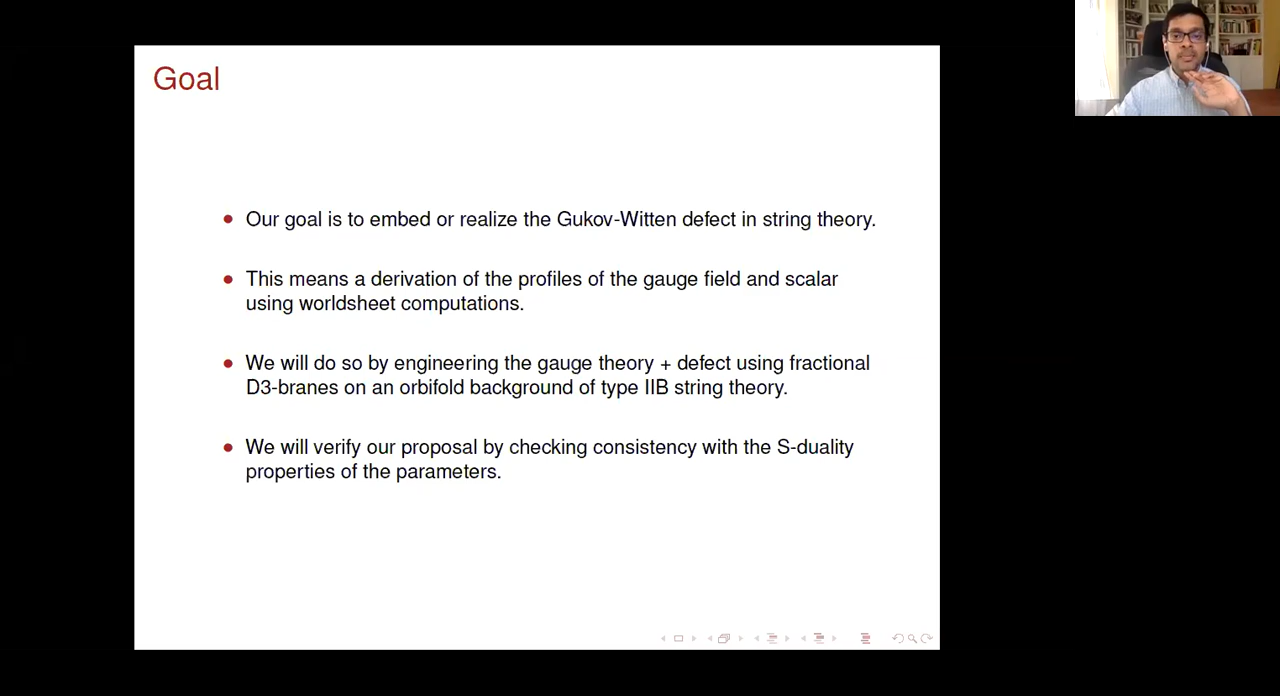 Goal
Our goal is to embed or realize the Gukov-Witten defect in string theory.
This means a derivation of the profiles of the gauge field and scalar
using worldsheet computations.
We will do so by engineering the gauge theory + defect using fractional
D3-branes on an orbifold background of type IIB string theory.
We will verify our proposal by checking consistency with the S-duality
properties of the parameters.